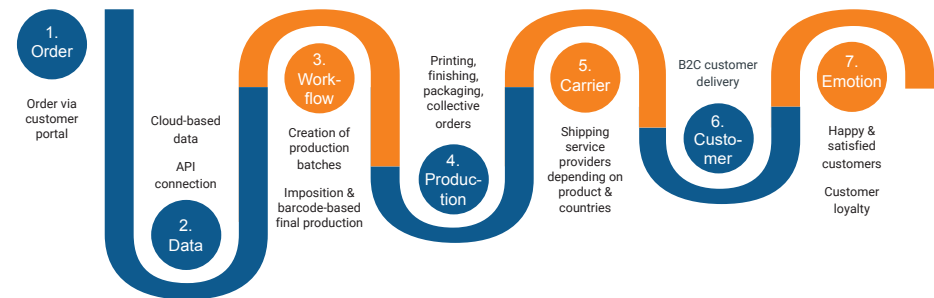 1.
Order
Order via
customer
portal
Cloud-based
data
API
connection
2.
Data
3.
Work-
flow
Creation of
production
batches
Imposition &
barcode-based
final production
Printing,
finishing,
packaging,
collective
orders
4.
Produc-
tion
5.
Carrier
Shipping
service
providers
depending on
product &
countries
B2C customer
delivery
6.
Custo-
mer
7.
Emotion
Happy &
satisfied
customers
Customer
loyalty